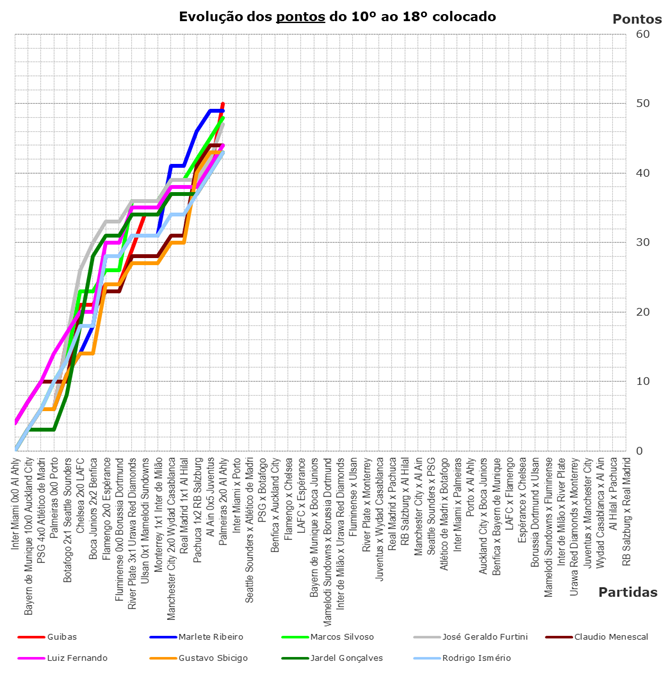 Evolução dos pontos do 10º ao 18º colocado
Pontos
60
50
40
30
20
10
0
Inter Miami 0x0 Al Ahly
Bayern de Munique 10x0 Auckland City
PSG 4x0 Atlético de Madri
Palmeiras 0x0 Porto
Botafogo 2x1 Seattle Sounders
Chelsea 2x0 LAFC
Boca Juniors 2x2 Benfica
Flamengo 2x0 Espérance
Fluminense 0x0 Borussia Dortmund
River Plate 3x1 Urawa Red Diamonds
Ulsan 0x1 Mamelodi Sundowns
Monterrey 1x1 Inter de Milão
Manchester City 2x0 Wydad Casablanca
Real Madrid 1x1 Al Hilal
Pachuca 1x2 RB Salzburg
Al Ain 0x5 Juventus
Palmeiras 2x0 Al Ahly
Inter Miami x Porto
Seattle Sounders x Atlético de Madri
PSG x Botafogo
Benfica x Auckland City
Flamengo x Chelsea
LAFC x Espérance
Bayern de Munique x Boca Juniors
Mamelodi Sundowns x Borussia Dortmund
Inter de Milão x Urawa Red Diamonds
Fluminense x Ulsan
River Plate x Monterrey
Juventus x Wydad Casablanca
Real Madrid x Pachuca
RB Salzburg x Al Hilal
Manchester City x Al Ain
Seattle Sounders x PSG
Atlético de Madri x Botafogo
Inter Miami x Palmeiras
Porto x Al Ahly
Auckland City x Boca Juniors
Benfica x Bayern de Munique
LAFC x Flamengo
Espérance x Chelsea
Borussia Dortmund x Ulsan
Mamelodi Sundowns x Fluminense
Inter de Milão x River Plate
Urawa Red Diamonds x Monterrey
Juventus x Manchester City
Wydad Casablanca x Al Ain
Al Hilal x Pachuca
RB Salzburg x Real Madrid
Partidas
Guibas
Marlete Ribeiro
Marcos Silvoso
José Geraldo Furtini
Claudio Menescal
Luiz Fernando
Gustavo Sbicigo
Jardel Gonçalves
Rodrigo Ismério